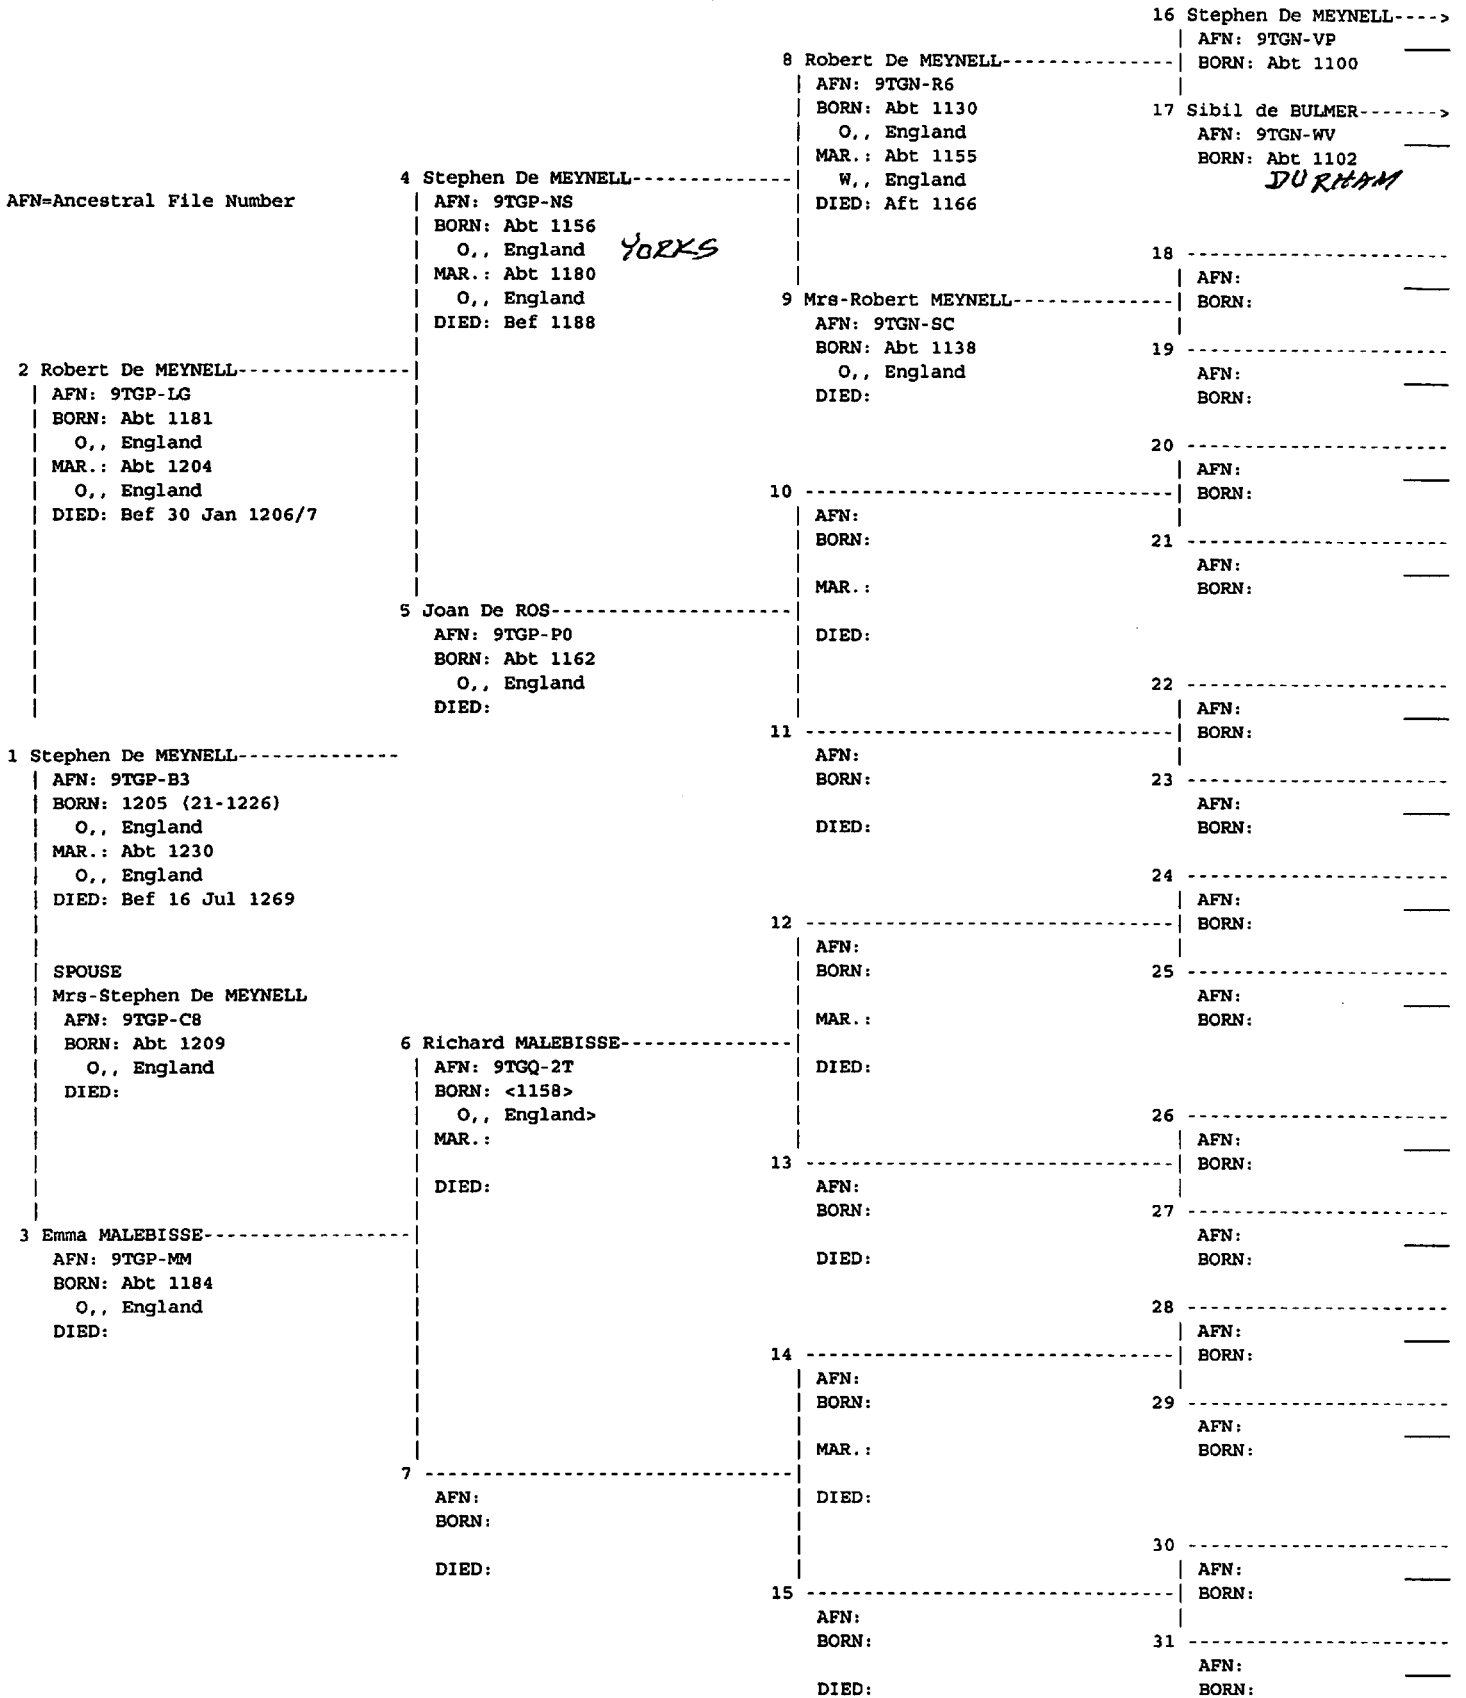 AFN=Ancestral File Number
1 Stephen De MEYNELL--------------
AFN: 9TGP-B3
BORN: 1205 (21-1226)
O,, England
MAR.: Abt 1230
O,, England
DIED: Bef 16 Jul 1269
SPOUSE
Mrs-Stephen De MEYNELL
AFN: 9TGP-C8
BORN: Abt 1209
O,, England
DIED:
2 Robert De MEYNELL---------------
AFN: 9TGP-LG
BORN: Abt 1181
O,, England
MAR.: Abt 1204
O,, England
DIED: Bef 30 Jan 1206/7
3 Emma MALEBISSE-----------------
AFN: 9TGP-MM
BORN: Abt 1184
O,, England
DIED:
4 Stephen De MEYNELL--------------
AFN: 9TGP-NS
BORN: Abt 1156
O,, England YORKS
MAR.: Abt 1180
O,, England
DIED: Bef 1188
5 Joan De ROS--------------------
AFN: 9TGP-P0
BORN: Abt 1162
O,, England
DIED:
6 Richard MALEBISSE---------------
AFN: 9TGQ-2T
BORN: <1158>
O,, England>
MAR.:
DIED:
7 -------------------------------
AFN:
BORN:
DIED:
8 Robert De MEYNELL---------------
AFN: 9TGN-R6
BORN: Abt 1130
O,, England
MAR.: Abt 1155
W,, England
DIED: Aft 1166
9 Mrs-Robert MEYNELL--------------
AFN: 9TGN-SC
BORN: Abt 1138
O,, England
DIED:
10 -------------------------------
AFN:
BORN:
MAR.:
DIED:
11 -------------------------------
AFN:
BORN:
DIED:
12 -------------------------------
AFN:
BORN:
MAR.:
DIED:
13 -------------------------------
AFN:
BORN:
DIED:
14 -------------------------------
AFN:
BORN:
MAR.:
DIED:
15 -------------------------------
AFN:
BORN:
DIED:
16 Stephen De MEYNELL---->
AFN: 9TGN-VP
BORN: Abt 1100
17 Sibil de BULMER------->
AFN: 9TGN-WV
BORN: Abt 1102
DURHAM
18 ----------------------
AFN:
BORN:
19 ----------------------
AFN:
BORN:
20 ----------------------
AFN:
BORN:
21 ----------------------
AFN:
BORN:
22 ----------------------
AFN:
BORN:
23 ----------------------
AFN:
BORN:
24 ----------------------
AFN:
BORN:
25 ----------------------
AFN:
BORN:
26 ----------------------
AFN:
BORN:
27 ----------------------
AFN:
BORN:
28 ----------------------
AFN:
BORN:
29 ----------------------
AFN:
BORN:
30 ----------------------
AFN:
BORN:
31 ----------------------
AFN:
BORN: